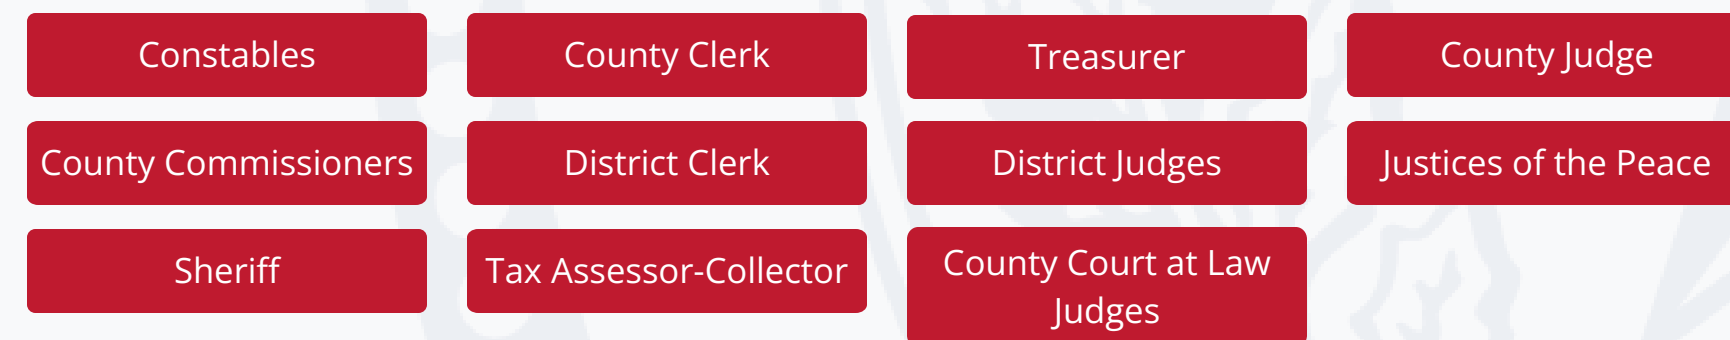 Constables
County Clerk
Treasurer
County Judge
County Commissioners
District Clerk
District Judges
Justices of the Peace
Sheriff
Tax Assessor-Collector
County Court at Law
Judges